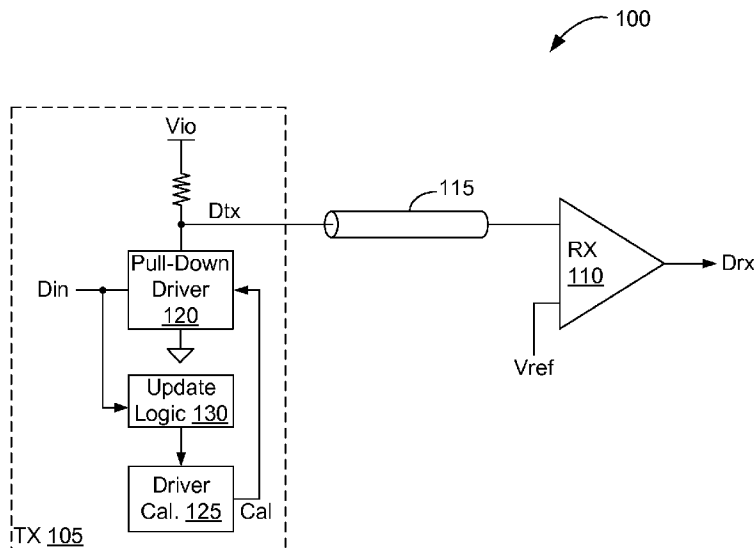 100
Vio
115
Dtx
Pull-Down
Driver
120
Din
RX
110
Drx
Vref
Update
Logic 130
Driver
Cal. 125
Cal
TX 105